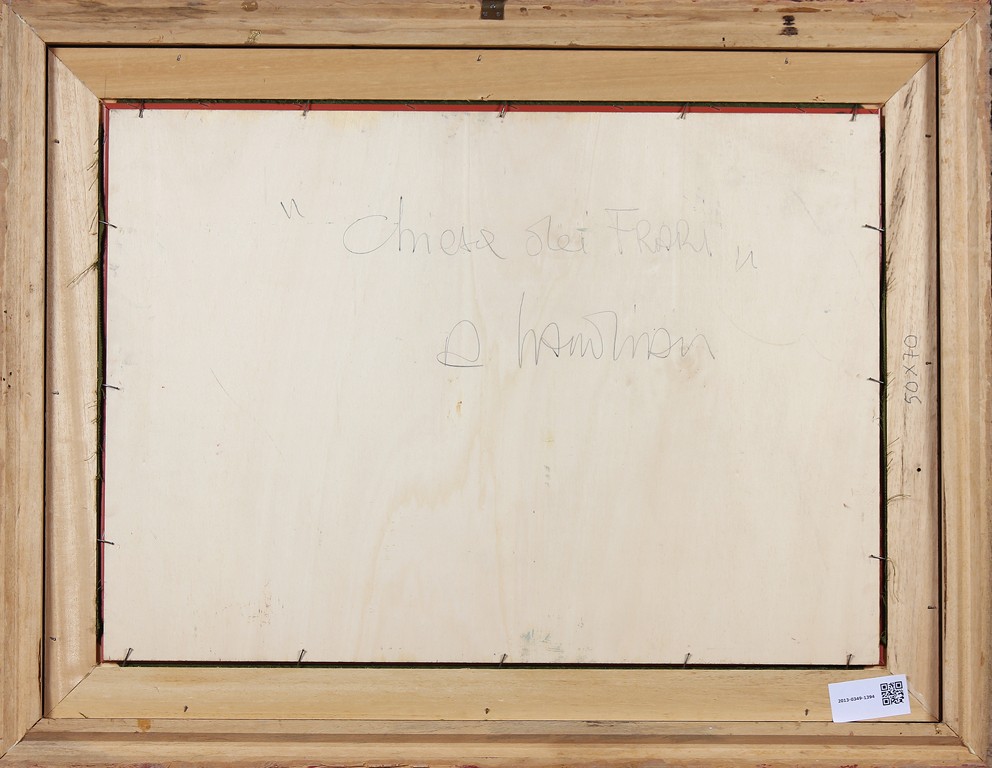 " Chiesa dei FRARI "
50x70
2013-0349-1394